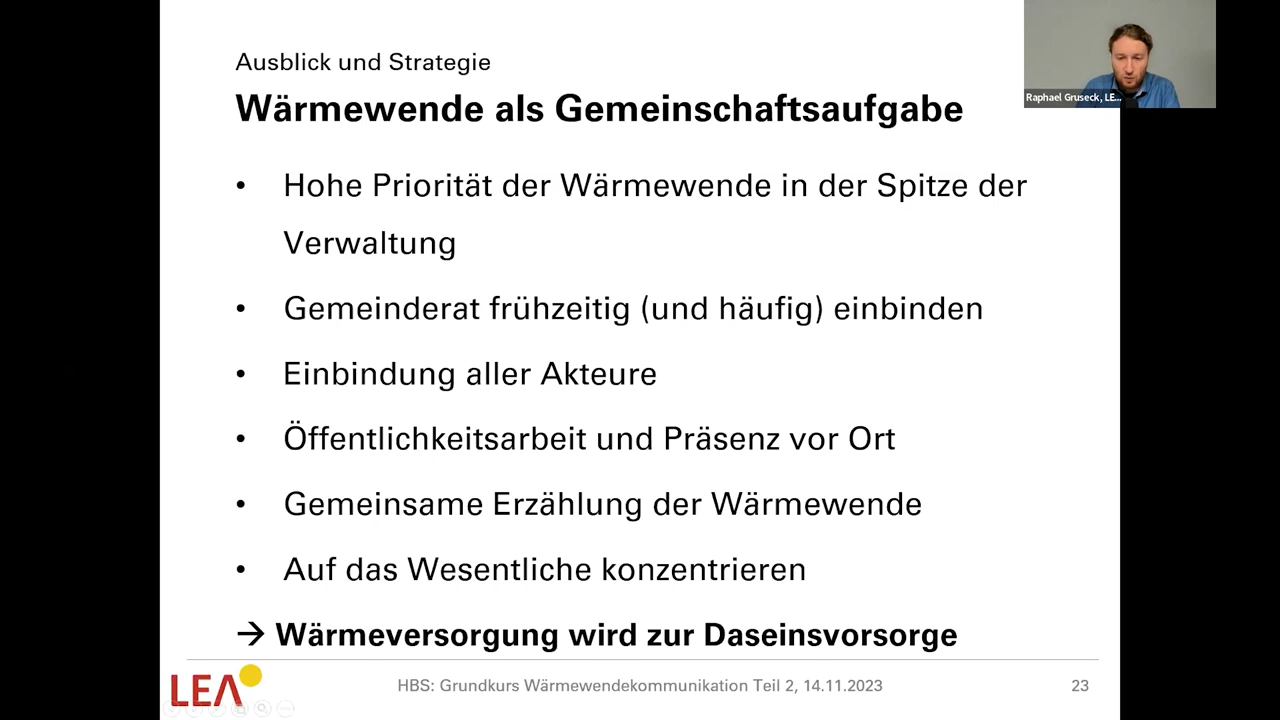 Ausblick und Strategie
Wärmewende als Gemeinschaftsaufgabe
• Hohe Priorität der Wärmewende in der Spitze der
Verwaltung
• Gemeinderat frühzeitig (und häufig) einbinden
• Einbindung aller Akteure
• Öffentlichkeitsarbeit und Präsenz vor Ort
• Gemeinsame Erzählung der Wärmewende
• Auf das Wesentliche konzentrieren
→ Wärmeversorgung wird zur Daseinsvorsorge
LEA
HBS: Grundkurs Wärmewendekommunikation Teil 2, 14.11.2023
23
Raphael Gruseck, LE...